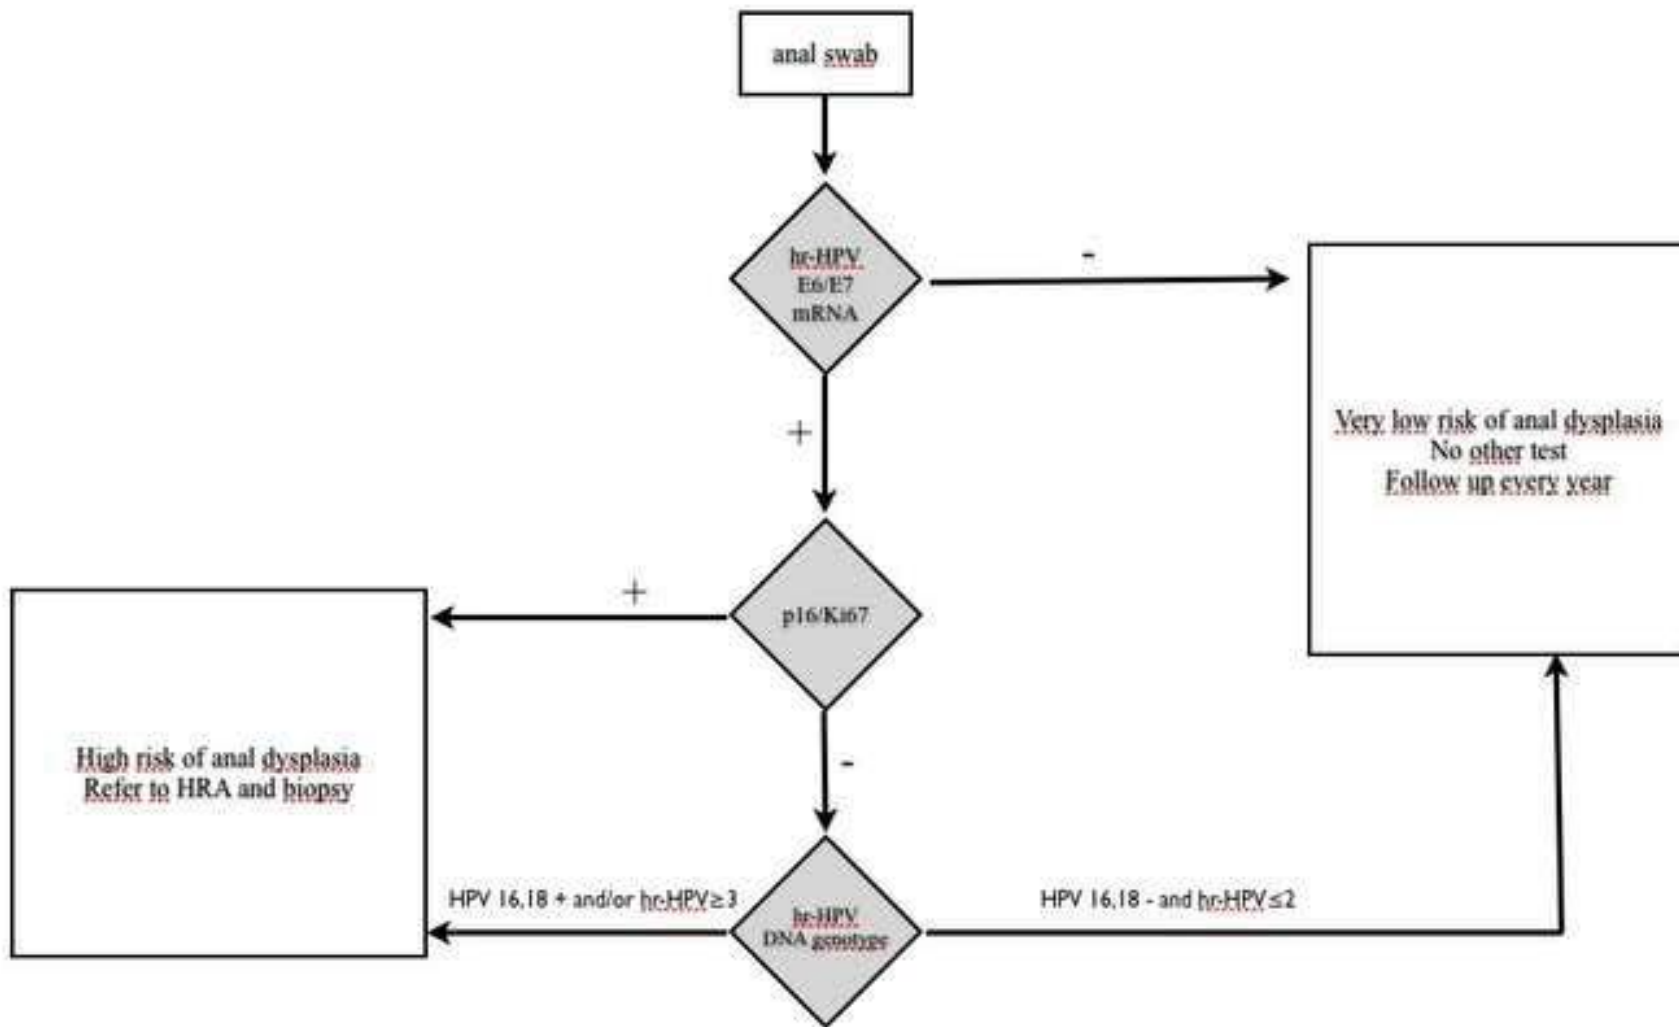 anal swab
hr-HPV
E6/E7
mRNA
-
+
Very low risk of anal dysplasia
No other test
Follow up every year
p16/Ki67
+
High risk of anal dysplasia
Refer to HRA and biopsy
-
HPV 16,18 + and/or hr-HPV≥3
hr-HPV
DNA genotype
HPV 16,18 - and hr-HPV≤2